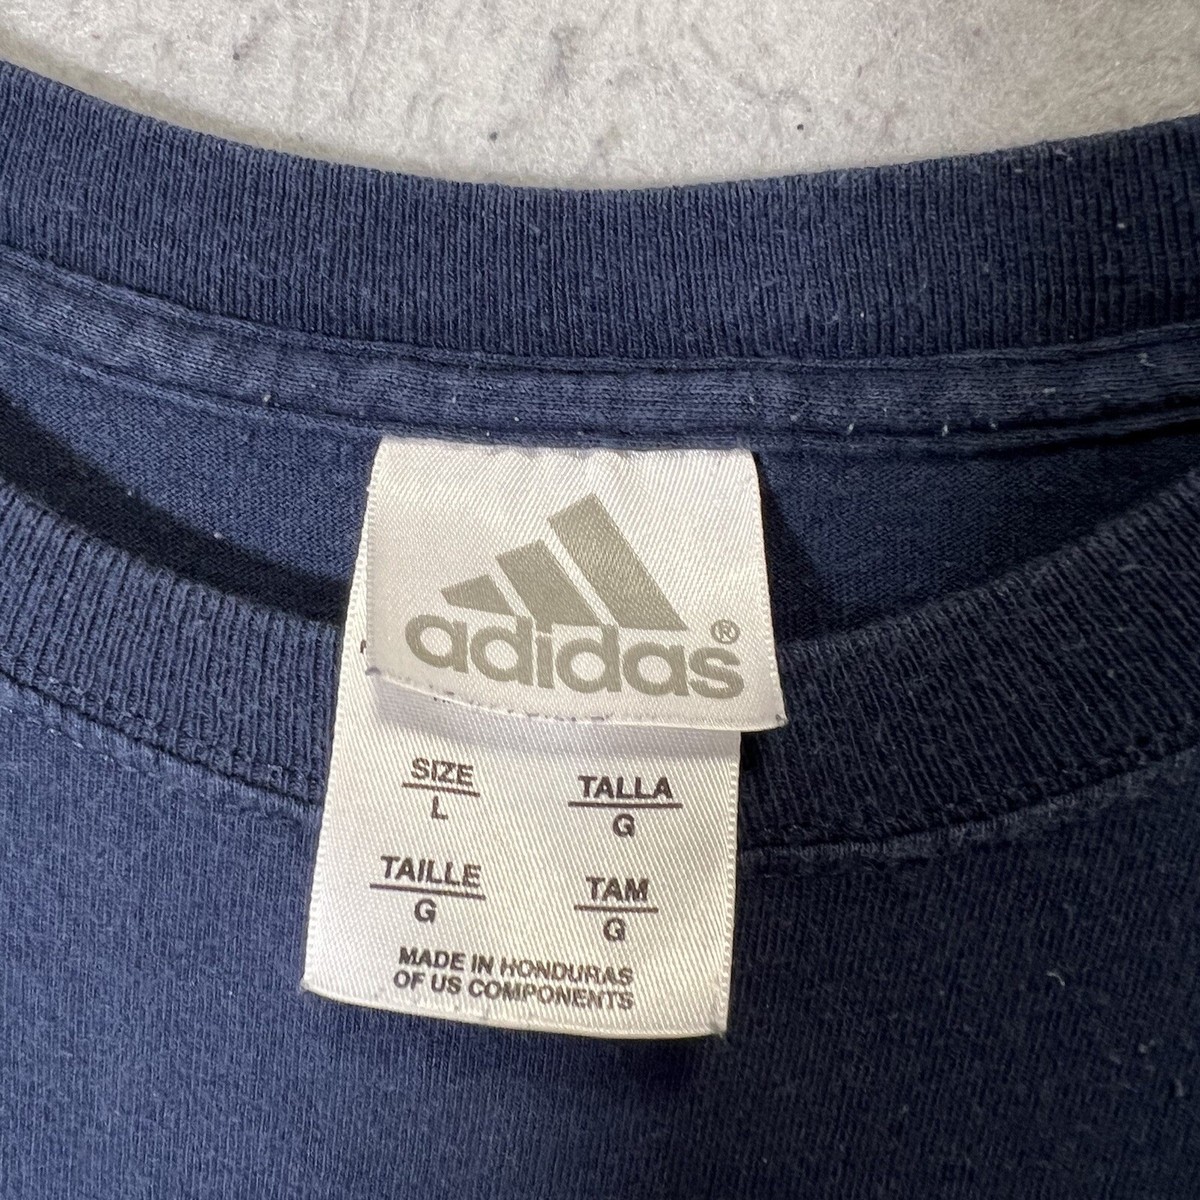 adidas®
SIZE TALLA
L G
TAILLE TAM
G G
MADE IN HONDURAS
OF US COMPONENTS